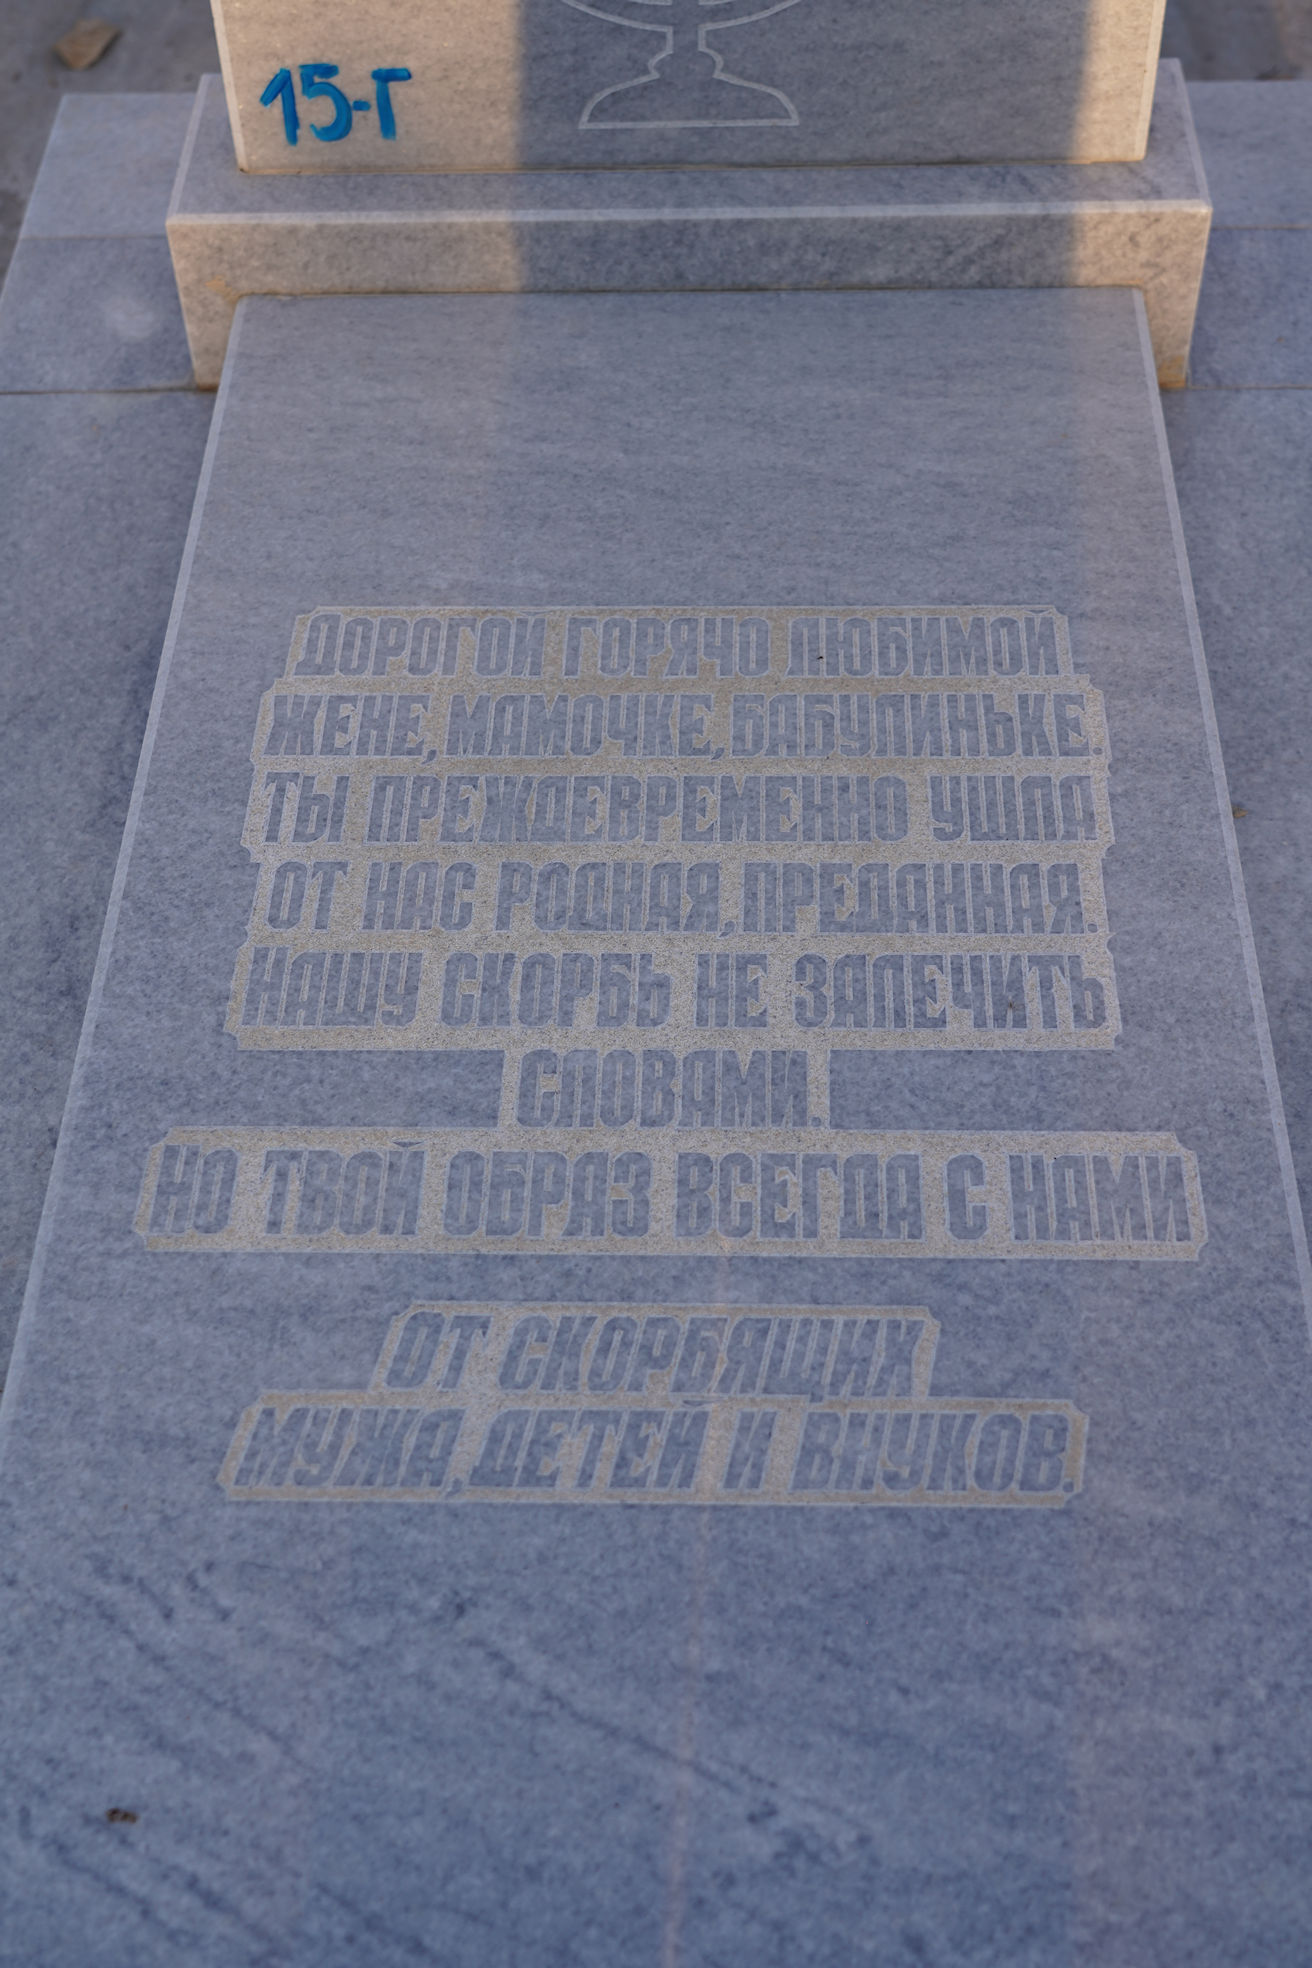 15-Г
ДОРОГОЙ ГОРЯЧО ЛЮБИМОЙ
ЖЕНЕ, МАМОЧКЕ, БАБУЛИНЬКЕ.
ТЫ ПРЕЖДЕВРЕМЕННО УШЛА
ОТ НАС РОДНАЯ, ПРЕДАННАЯ.
НАШУ СКОРБЬ НЕ ЗАЛЕЧИТЬ
СЛОВАМИ.
НО ТВОЙ ОБРАЗ ВСЕГДА С НАМИ
ОТ СКОРБЯЩИХ
МУЖА, ДЕТЕЙ И ВНУКОВ.